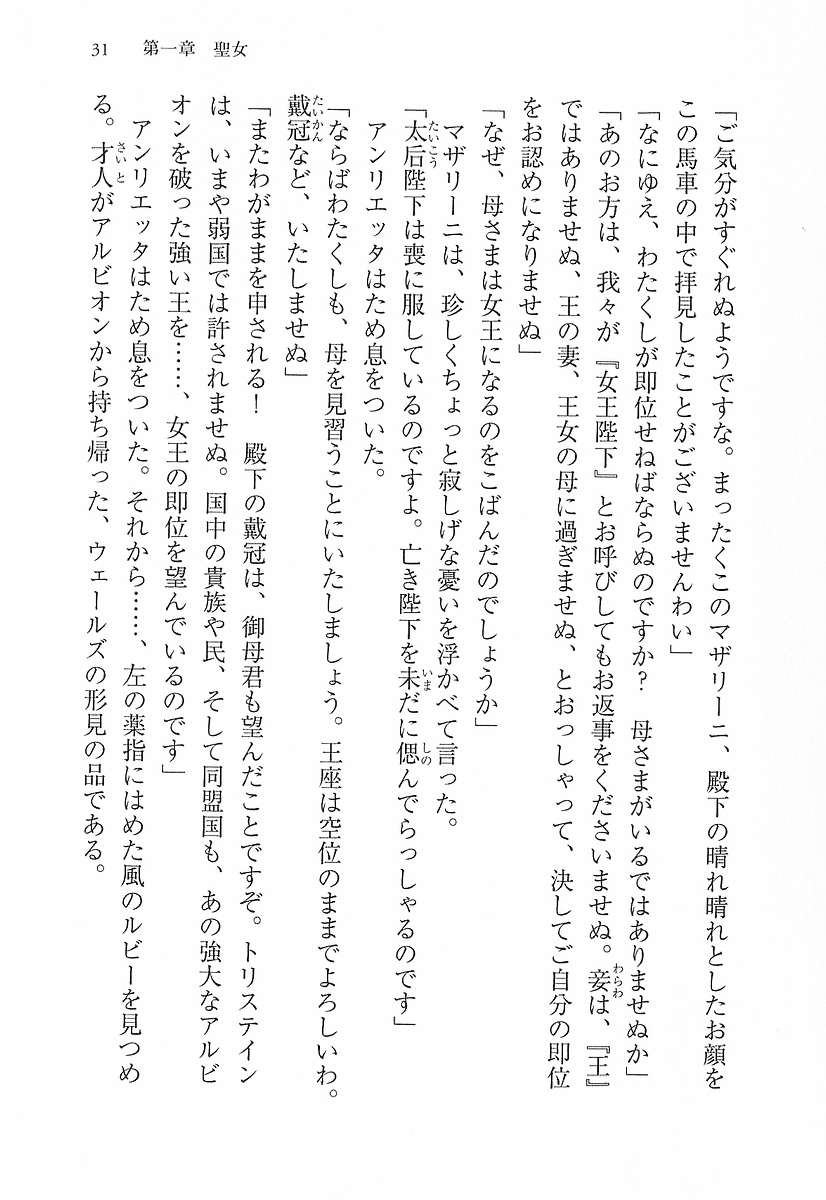 31　第一章　聖女
「ご気分がすぐれぬようですな。まったくこのマザリーニ、殿下の晴れ晴れとしたお顔を
この馬車の中で拝見したことがございませんわい」
「なにゆえ、わたくしが即位せねばならぬのですか？　母さまがいるではありませぬか」
「あのお方は、我々が『女王陛下』とお呼びしてもお返事をくださいませぬ。妾は、『王』
ではありませぬ、王の妻、王女の母に過ぎませぬ、とおっしゃって、決してご自分の即位
をお認めになりませぬ」
「なぜ、母さまは女王になるのをこばんだのでしょうか」
マザリーニは、珍しくちょっと寂しげな憂いを浮かべて言った。
「太后陛下は喪に服しているのですよ。亡き陛下を未だに偲んでらっしゃるのです」
アンリエッタはため息をついた。
「ならばわたくしも、母を見習うことにいたしましょう。王座は空位のままでよろしいわ。
戴冠など、いたしませぬ」
「またわがままを申される！　殿下の戴冠は、御母君も望んだことですぞ。トリステイン
は、いまや弱国では許されませぬ。国中の貴族や民、そして同盟国も、あの強大なアルビ
オンを破った強い王を……、女王の即位を望んでいるのです」
アンリエッタはため息をついた。それから……、左の薬指にはめた風のルビーを見つめ
る。才人がアルビオンから持ち帰った、ウェールズの形見の品である。